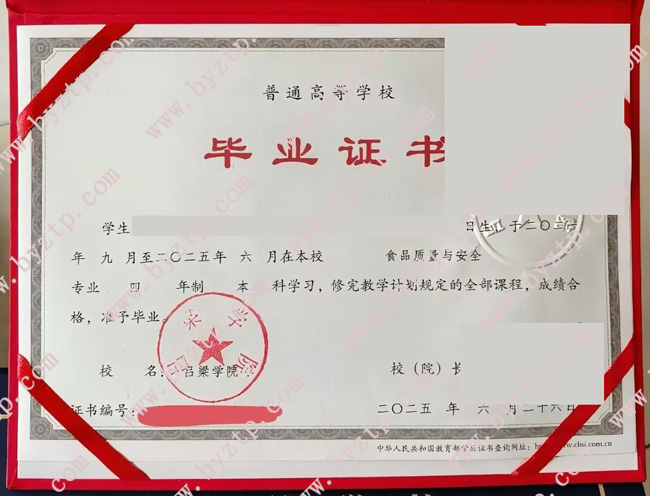 普通高等学校
毕业证书
学生 日生 于二〇
年 九 月至二〇二五年 六 月在本校 食品质量与安全
专业 四 年制 本 科学习，修完教学计划规定的全部课程，成绩合
格，准予毕业。
校 名：吕梁学院
校（院）长
证书编号：
二〇二五 年 六 月二十六日
中华人民共和国教育部学历证书查询网址：http://www.chsi.com.cn
吕梁学院
www.byztp.com